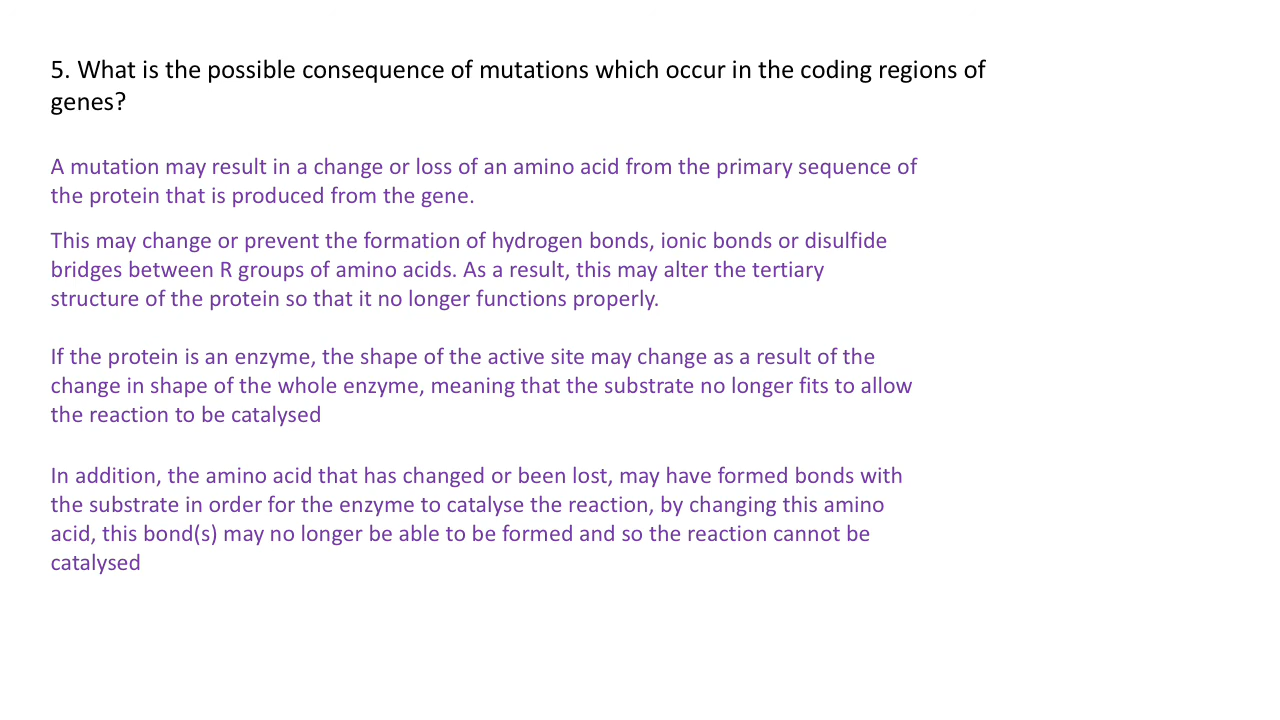 5. What is the possible consequence of mutations which occur in the coding regions of
genes?
A mutation may result in a change or loss of an amino acid from the primary sequence of
the protein that is produced from the gene.
This may change or prevent the formation of hydrogen bonds, ionic bonds or disulfide
bridges between R groups of amino acids. As a result, this may alter the tertiary
structure of the protein so that it no longer functions properly.
If the protein is an enzyme, the shape of the active site may change as a result of the
change in shape of the whole enzyme, meaning that the substrate no longer fits to allow
the reaction to be catalysed
In addition, the amino acid that has changed or been lost, may have formed bonds with
the substrate in order for the enzyme to catalyse the reaction, by changing this amino
acid, this bond(s) may no longer be able to be formed and so the reaction cannot be
catalysed